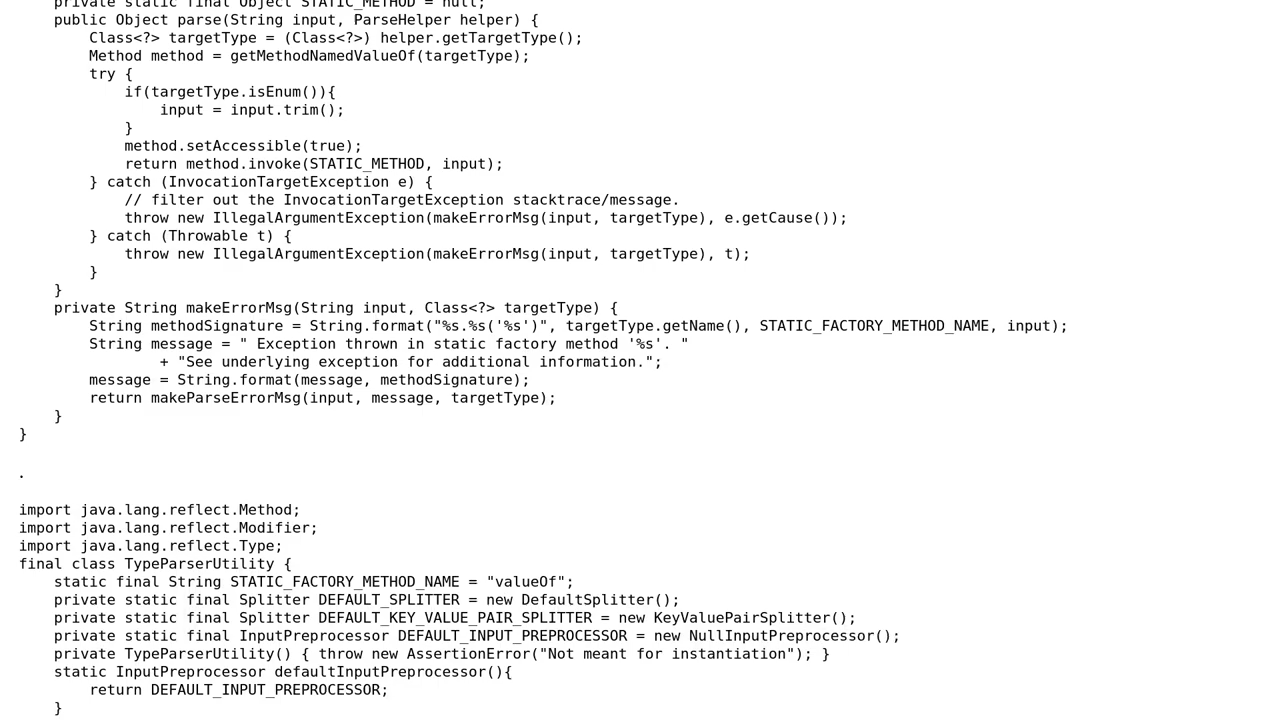 private static final Object STATIC_METHOD = null;
    public Object parse(String input, ParseHelper helper) {
        Class<?> targetType = (Class<?>) helper.getTargetType();
        Method method = getMethodNamedValueOf(targetType);
        try {
            if(targetType.isEnum()){
                input = input.trim();
            }
            method.setAccessible(true);
            return method.invoke(STATIC_METHOD, input);
        } catch (InvocationTargetException e) {
            // filter out the InvocationTargetException stacktrace/message.
            throw new IllegalArgumentException(makeErrorMsg(input, targetType), e.getCause());
        } catch (Throwable t) {
            throw new IllegalArgumentException(makeErrorMsg(input, targetType), t);
        }
    }
    private String makeErrorMsg(String input, Class<?> targetType) {
        String methodSignature = String.format("%s.%s('%s')", targetType.getName(), STATIC_FACTORY_METHOD_NAME, input);
        String message = " Exception thrown in static factory method '%s'. "
                + "See underlying exception for additional information.";
        message = String.format(message, methodSignature);
        return makeParseErrorMsg(input, message, targetType);
    }
}
.
import java.lang.reflect.Method;
import java.lang.reflect.Modifier;
import java.lang.reflect.Type;
final class TypeParserUtility {
    static final String STATIC_FACTORY_METHOD_NAME = "valueOf";
    private static final Splitter DEFAULT_SPLITTER = new DefaultSplitter();
    private static final Splitter DEFAULT_KEY_VALUE_PAIR_SPLITTER = new KeyValuePairSplitter();
    private static final InputPreprocessor DEFAULT_INPUT_PREPROCESSOR = new NullInputPreprocessor();
    private TypeParserUtility() { throw new AssertionError("Not meant for instantiation"); }
    static InputPreprocessor defaultInputPreprocessor(){
        return DEFAULT_INPUT_PREPROCESSOR;
    }